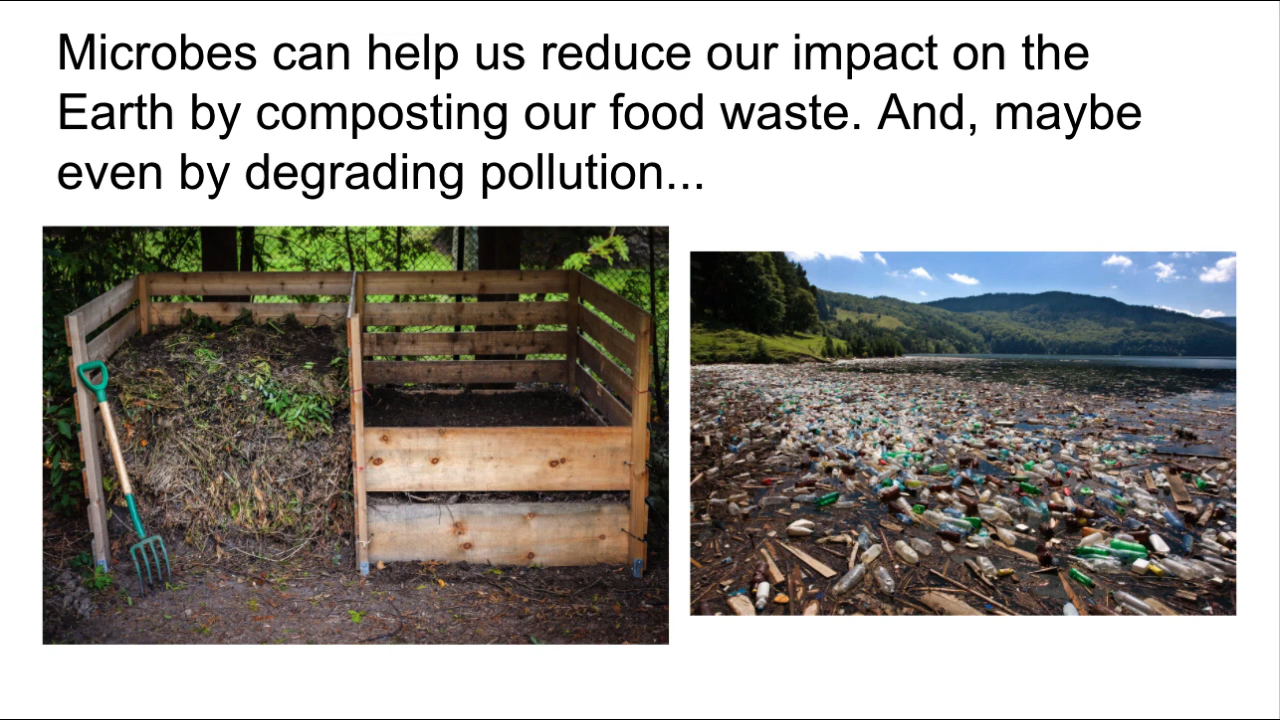 Microbes can help us reduce our impact on the
Earth by composting our food waste. And, maybe
even by degrading pollution...